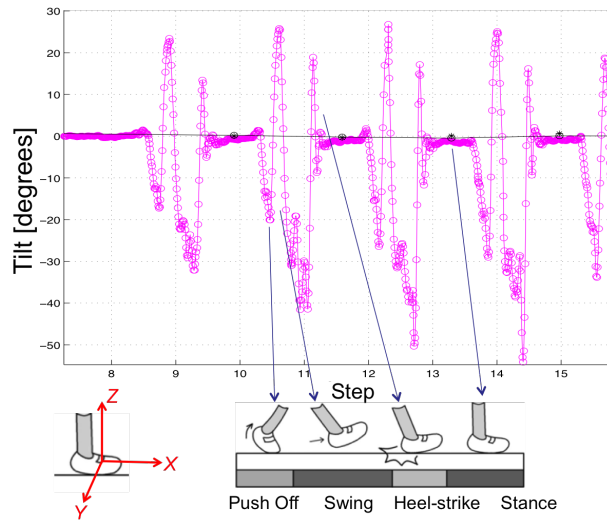 30
20
10
0
-10
-20
-30
-40
-50
Tilt [degrees]
8 9 10 11 12 13 14 15
Step
Z
X
Y
Push Off Swing Heel-strike Stance